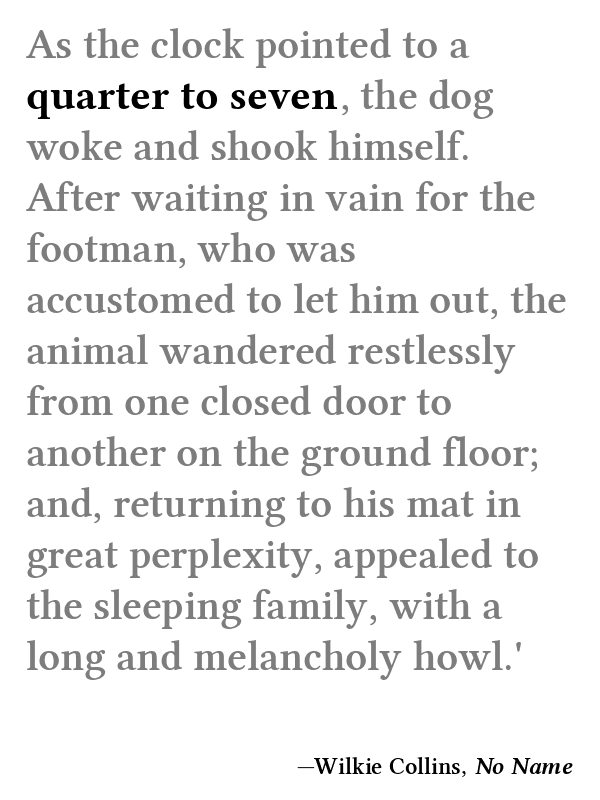 As the clock pointed to a
quarter to seven, the dog
woke and shook himself.
After waiting in vain for the
footman, who was
accustomed to let him out, the
animal wandered restlessly
from one closed door to
another on the ground floor;
and, returning to his mat in
great perplexity, appealed to
the sleeping family, with a
long and melancholy howl.'
—Wilkie Collins, No Name